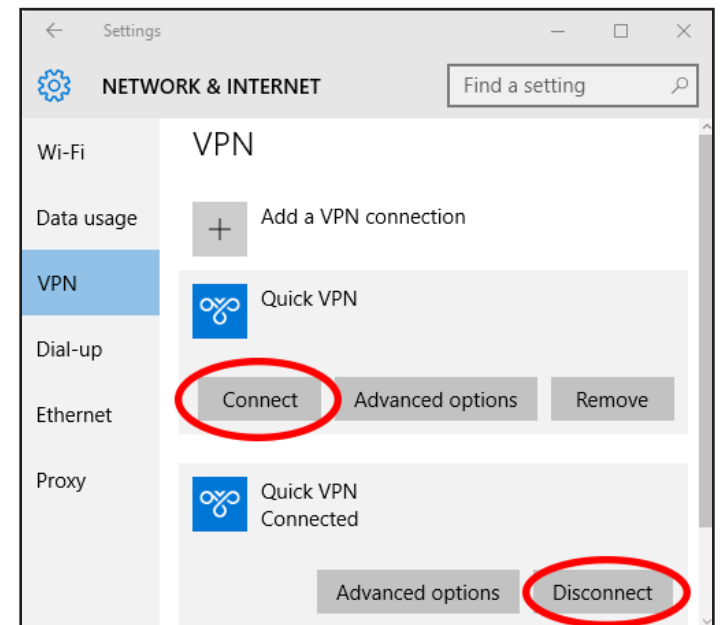 Settings
NETWORK & INTERNET
Find a setting
Wi-Fi
Data usage
VPN
Dial-up
Ethernet
Proxy
VPN
Add a VPN connection
Quick VPN
Connect Advanced options Remove
Quick VPN
Connected
Advanced options Disconnect